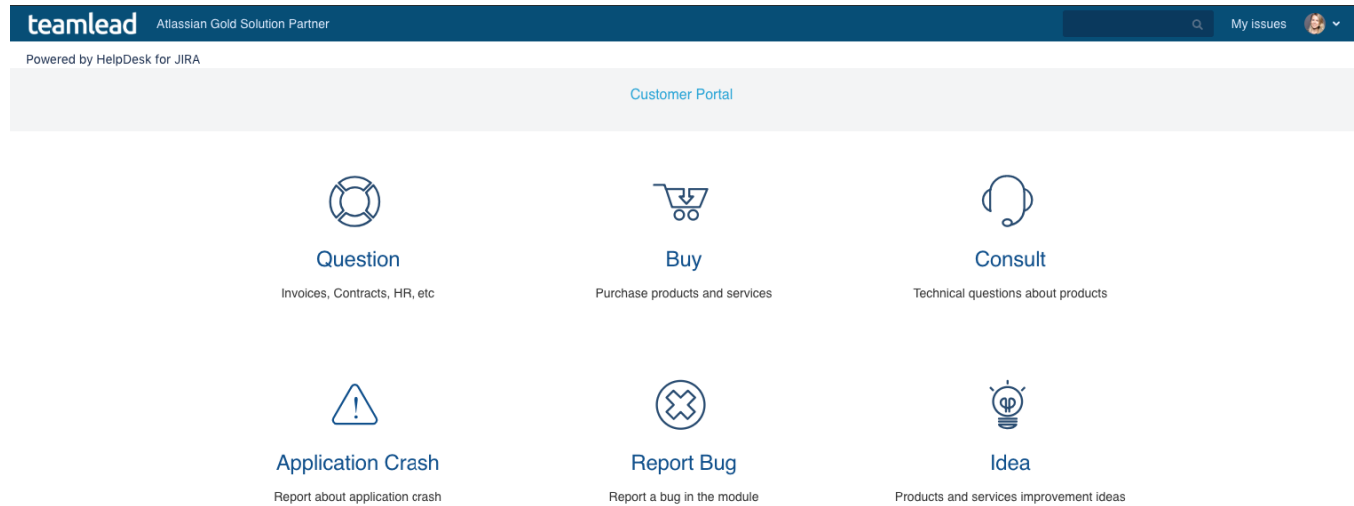 teamlead Atlassian Gold Solution Partner My issues
Powered by HelpDesk for JIRA
Customer Portal
Question Buy Consult
Invoices, Contracts, HR, etc Purchase products and services Technical questions about products
Application Crash Report Bug Idea
Report about application crash Report a bug in the module Products and services improvement ideas